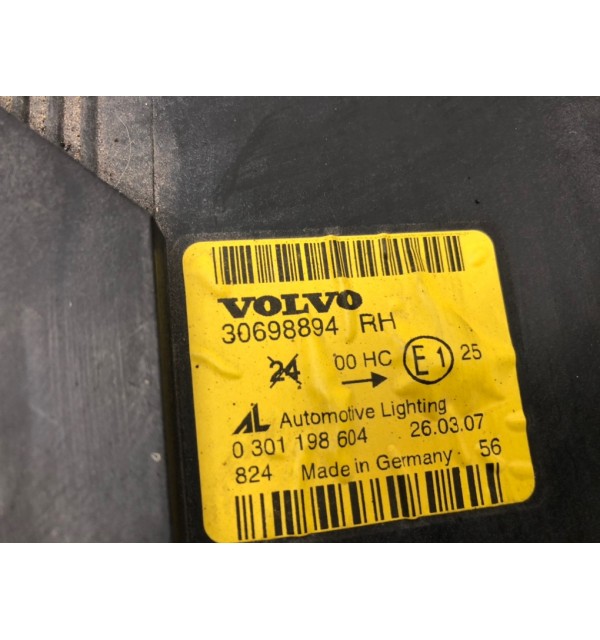 VOLVO
30698894 RH
24 00 HC E1 25
AL Automotive Lighting
0 301 198 604 26.03.07
824 Made in Germany 56